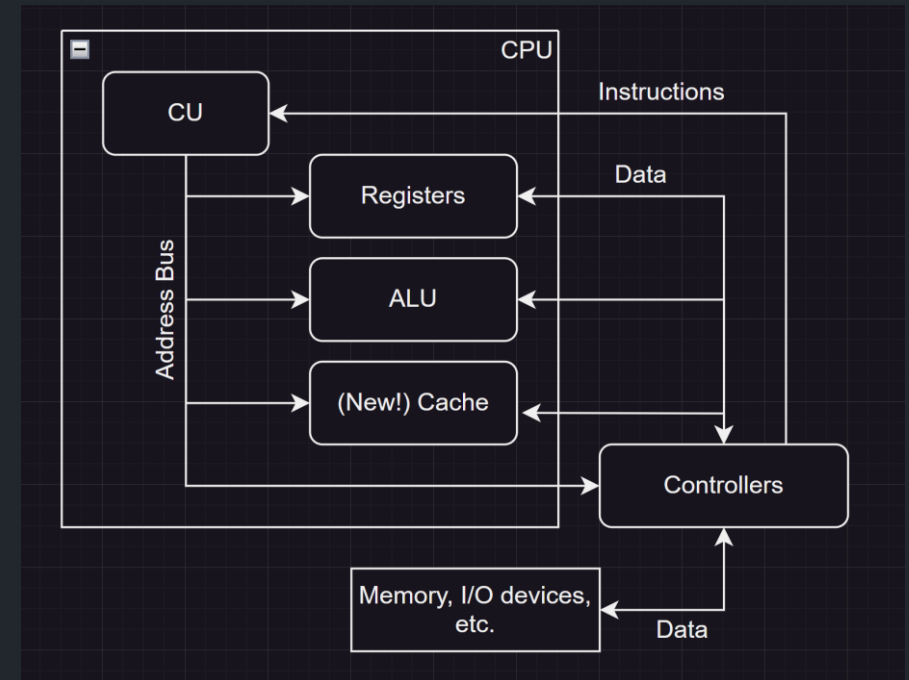 CPU
CU
Instructions
Registers
Data
Address Bus
ALU
(New!) Cache
Controllers
Memory, I/O devices,
etc.
Data